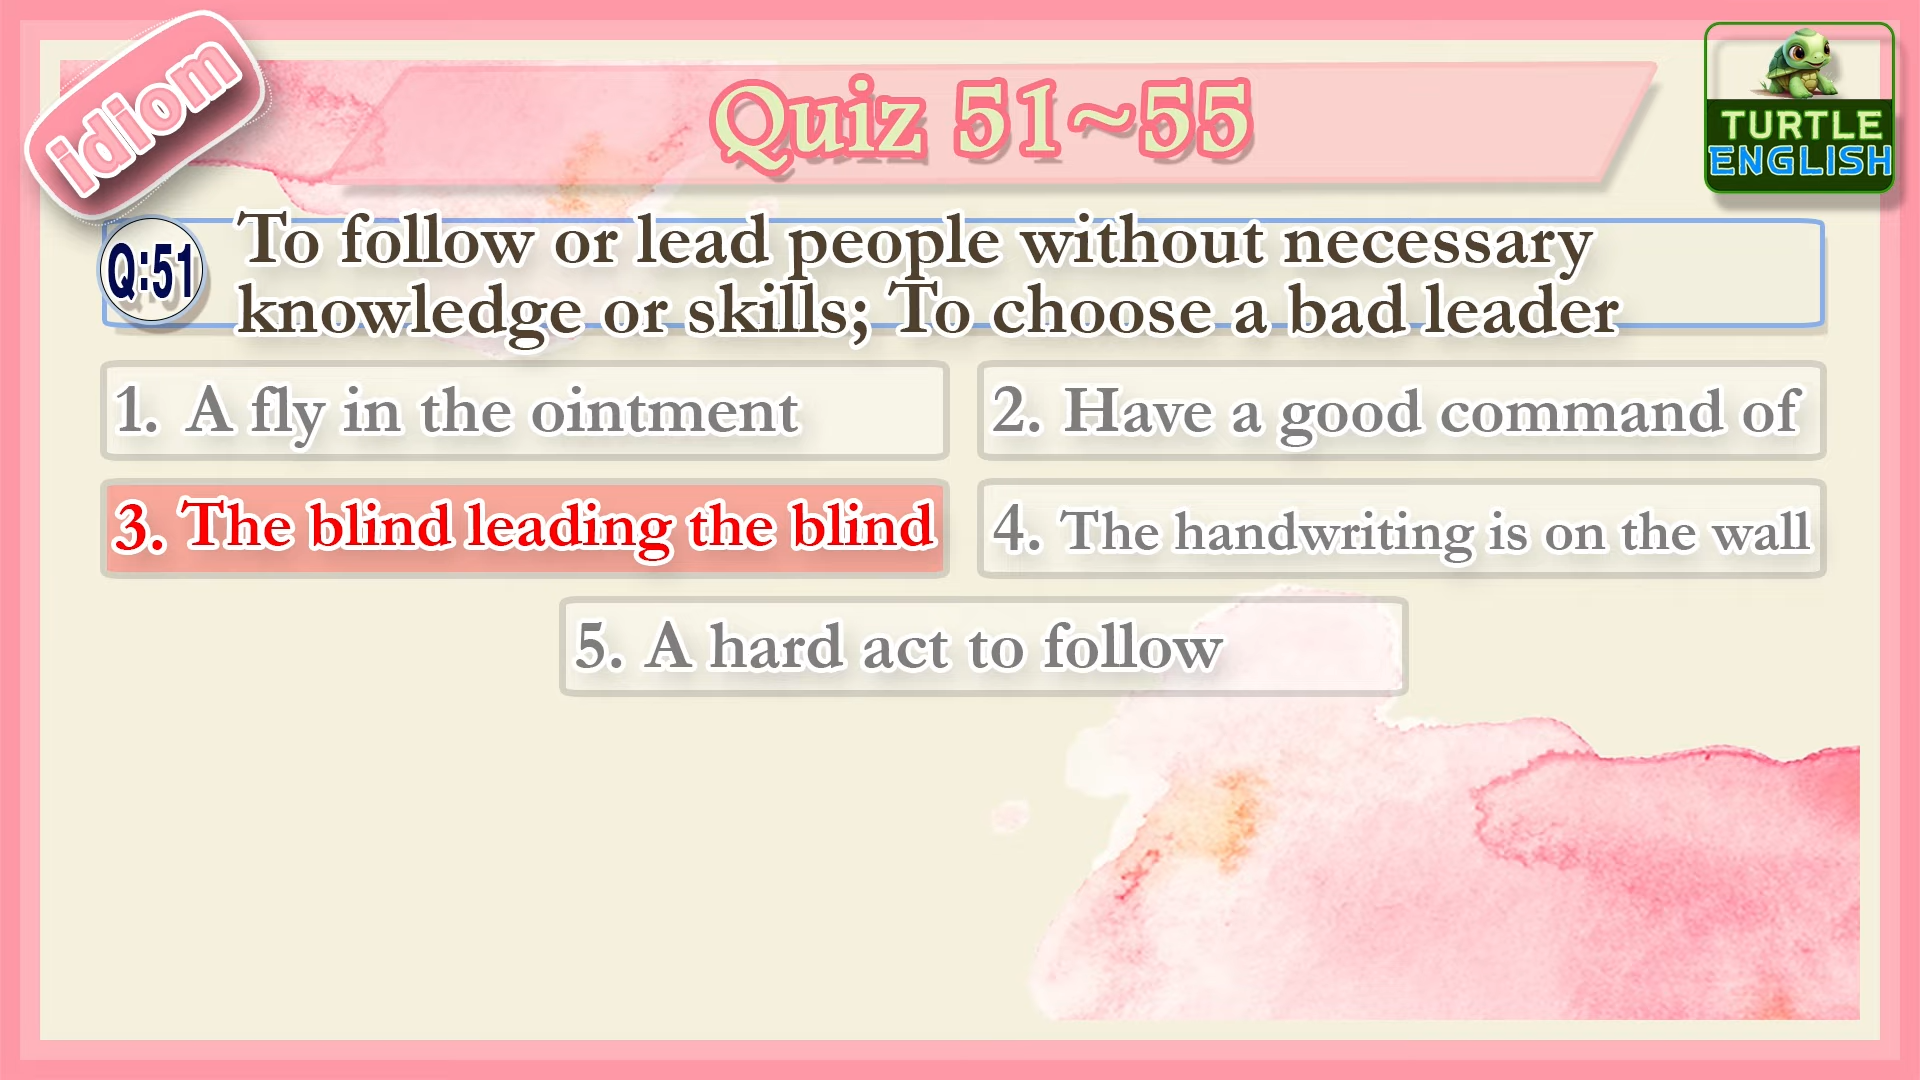 idiom
Quiz 51~55
TURTLE
ENGLISH
Q:51
To follow or lead people without necessary
knowledge or skills; To choose a bad leader
1. A fly in the ointment
2. Have a good command of
3. The blind leading the blind
4. The handwriting is on the wall
5. A hard act to follow